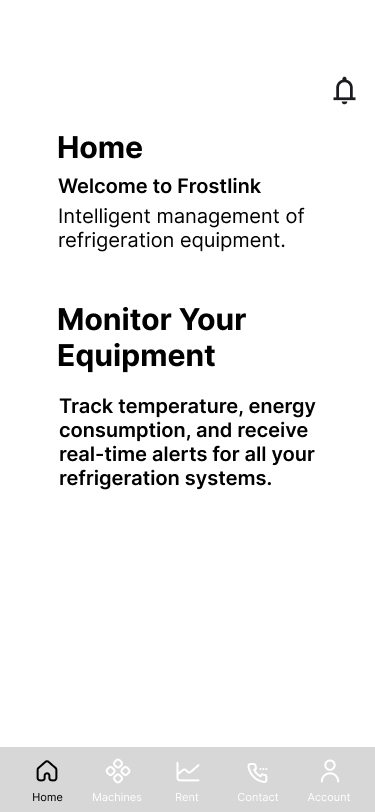 Home
Welcome to Frostlink
Intelligent management of
refrigeration equipment.
Monitor Your
Equipment
Track temperature, energy
consumption, and receive
real-time alerts for all your
refrigeration systems.
Home Machines Rent Contact Account